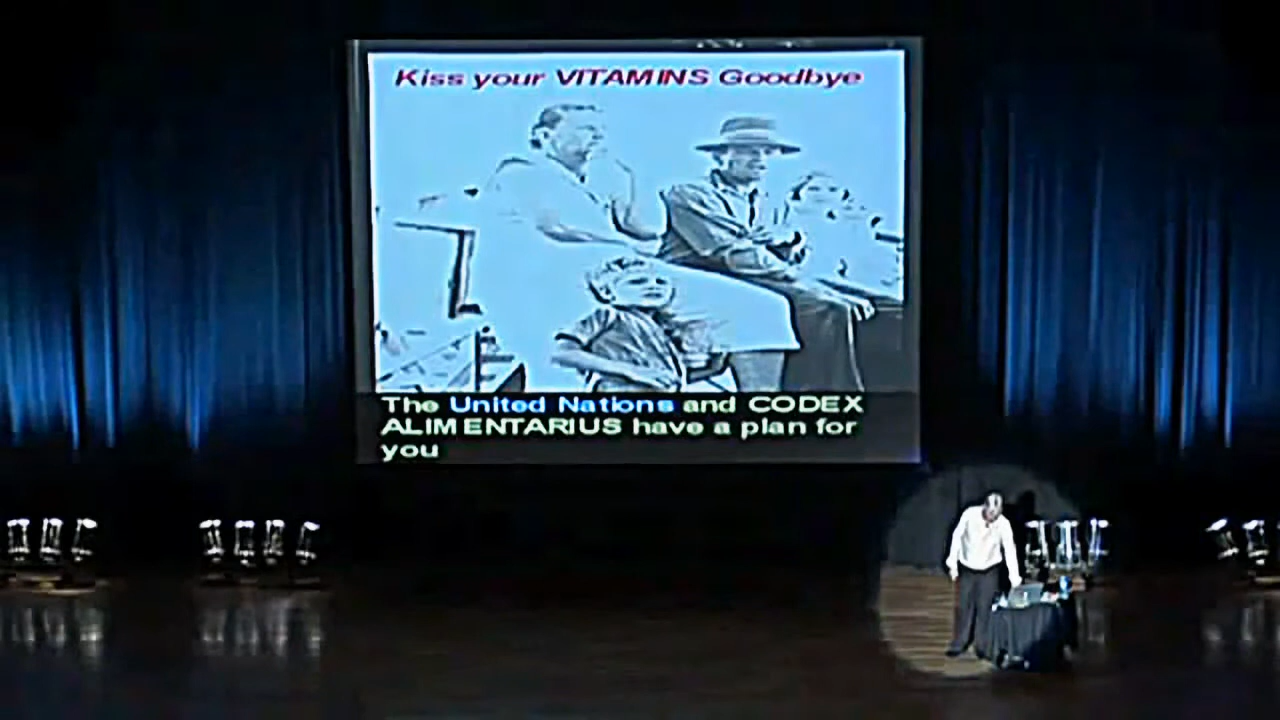 Kiss your VITAMINS Goodbye
The United Nations and CODEX
ALIMENTARIUS have a plan for
you